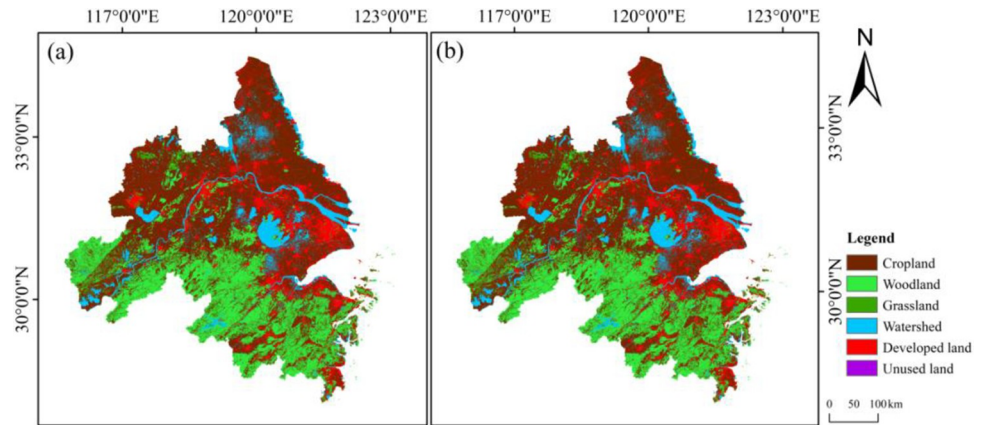 117°0'0"E 120°0'0"E 123°0'0"E 117°0'0"E 120°0'0"E 123°0'0"E
(a) (b)
N
33°0'0"N 33°0'0"N
30°0'0"N 30°0'0"N
Legend
Cropland
Woodland
Grassland
Watershed
Developed land
Unused land
0 50 100 km